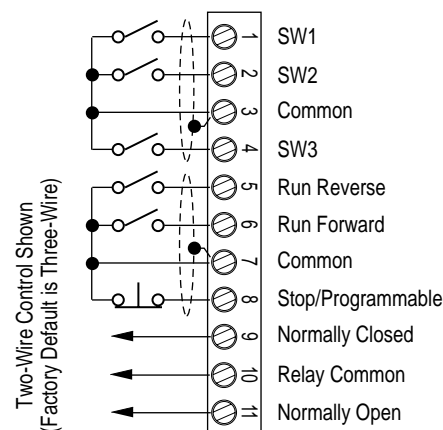 1 SW1
2 SW2
3 Common
4 SW3
5 Run Reverse
6 Run Forward
7 Common
8 Stop/Programmable
9 Normally Closed
10 Relay Common
11 Normally Open
Two-Wire Control Shown
(Factory Default is Three-Wire)